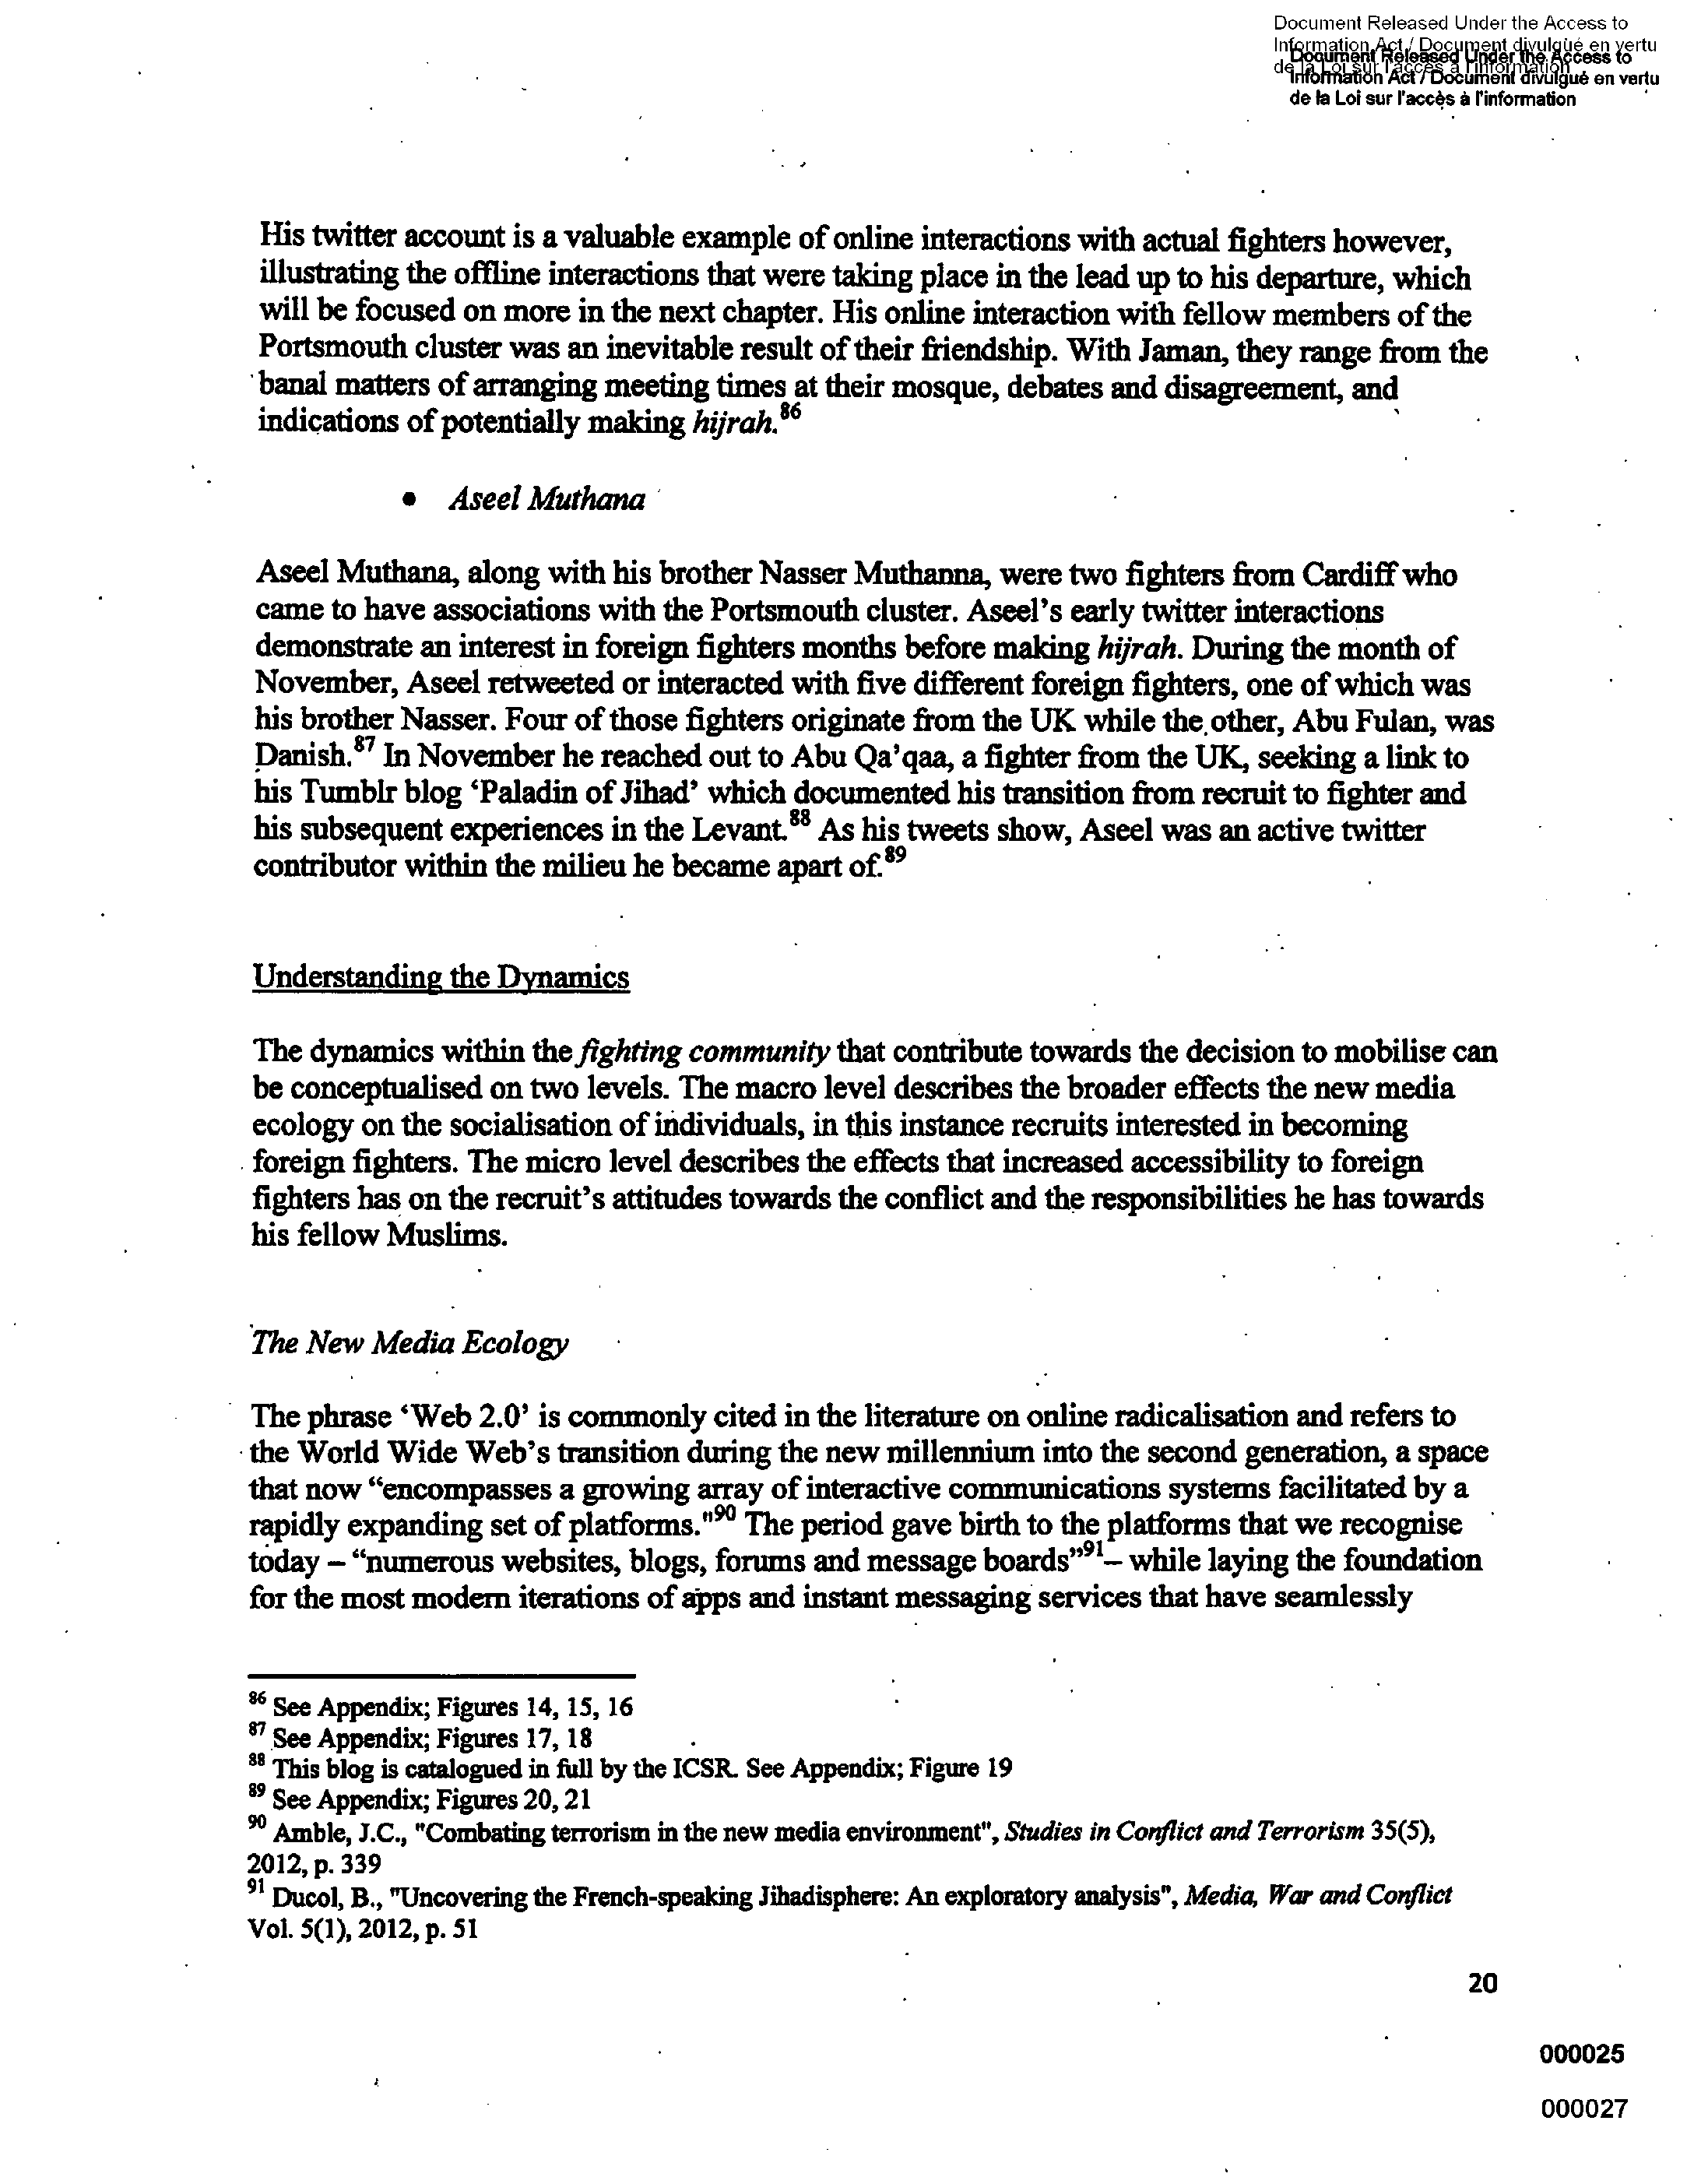 Document Released Under the Access to
Information Act / Document divulgué en vertu
de la Loi sur l'accès à l'information
Document Released Under the Access to
Information Act / Document divulgué en vertu
de la Loi sur l'accès à l'information
His twitter account is a valuable example of online interactions with actual fighters however,
illustrating the offline interactions that were taking place in the lead up to his departure, which
will be focused on more in the next chapter. His online interaction with fellow members of the
Portsmouth cluster was an inevitable result of their friendship. With Jaman, they range from the
banal matters of arranging meeting times at their mosque, debates and disagreement, and
indications of potentially making hijrah.86
• Aseel Muthana
Aseel Muthana, along with his brother Nasser Muthanna, were two fighters from Cardiff who
came to have associations with the Portsmouth cluster. Aseel's early twitter interactions
demonstrate an interest in foreign fighters months before making hijrah. During the month of
November, Aseel retweeted or interacted with five different foreign fighters, one of which was
his brother Nasser. Four of those fighters originate from the UK while the other, Abu Fulan, was
Danish.87 In November he reached out to Abu Qa'qaa, a fighter from the UK, seeking a link to
his Tumblr blog 'Paladin of Jihad' which documented his transition from recruit to fighter and
his subsequent experiences in the Levant.88 As his tweets show, Aseel was an active twitter
contributor within the milieu he became apart of.89
Understanding the Dynamics
The dynamics within the fighting community that contribute towards the decision to mobilise can
be conceptualised on two levels. The macro level describes the broader effects the new media
ecology on the socialisation of individuals, in this instance recruits interested in becoming
foreign fighters. The micro level describes the effects that increased accessibility to foreign
fighters has on the recruit's attitudes towards the conflict and the responsibilities he has towards
his fellow Muslims.
The New Media Ecology
The phrase 'Web 2.0' is commonly cited in the literature on online radicalisation and refers to
the World Wide Web's transition during the new millennium into the second generation, a space
that now "encompasses a growing array of interactive communications systems facilitated by a
rapidly expanding set of platforms."90 The period gave birth to the platforms that we recognise
today – "numerous websites, blogs, forums and message boards"91– while laying the foundation
for the most modern iterations of apps and instant messaging services that have seamlessly
86 See Appendix; Figures 14, 15, 16
87 See Appendix; Figures 17, 18
88 This blog is catalogued in full by the ICSR. See Appendix; Figure 19
89 See Appendix; Figures 20, 21
90 Amble, J.C., "Combating terrorism in the new media environment", Studies in Conflict and Terrorism 35(5),
2012, p. 339
91 Ducol, B., "Uncovering the French-speaking Jihadisphere: An exploratory analysis", Media, War and Conflict
Vol. 5(1), 2012, p. 51
20
000025
000027